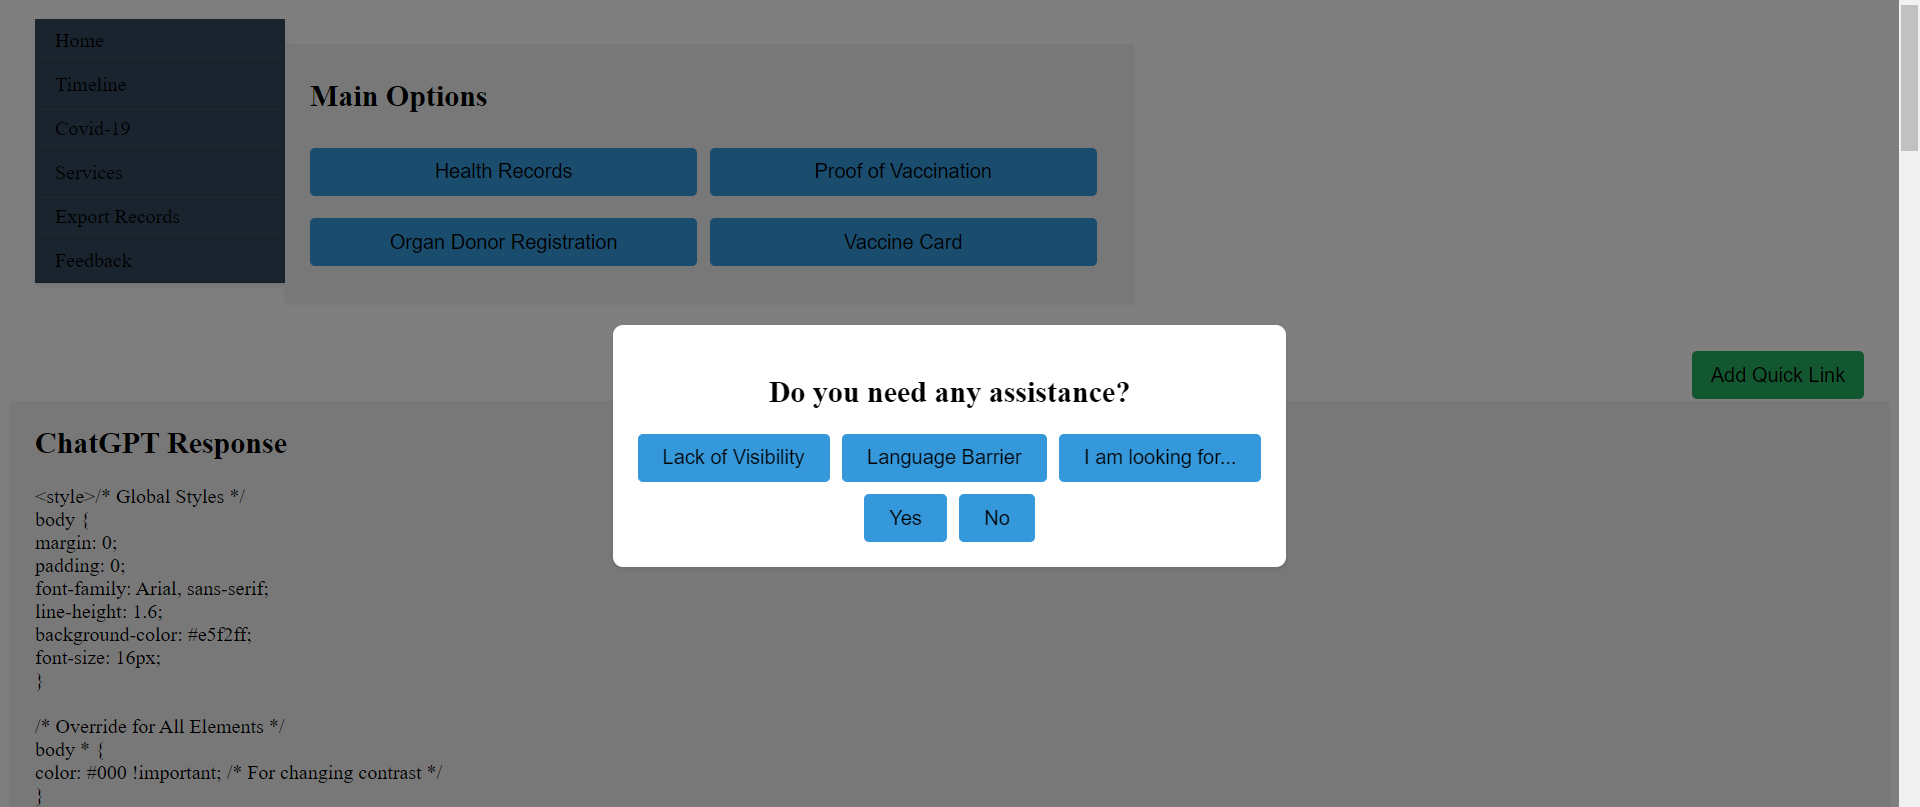 Home
Timeline
Covid-19
Services
Export Records
Feedback
Main Options
Health Records
Proof of Vaccination
Organ Donor Registration
Vaccine Card
Add Quick Link
Do you need any assistance?
Lack of Visibility
Language Barrier
I am looking for...
Yes
No
ChatGPT Response
<style>/* Global Styles */
body {
margin: 0;
padding: 0;
font-family: Arial, sans-serif;
line-height: 1.6;
background-color: #e5f2ff;
font-size: 16px;
}
/* Override for All Elements */
body * {
color: #000 !important; /* For changing contrast */
}